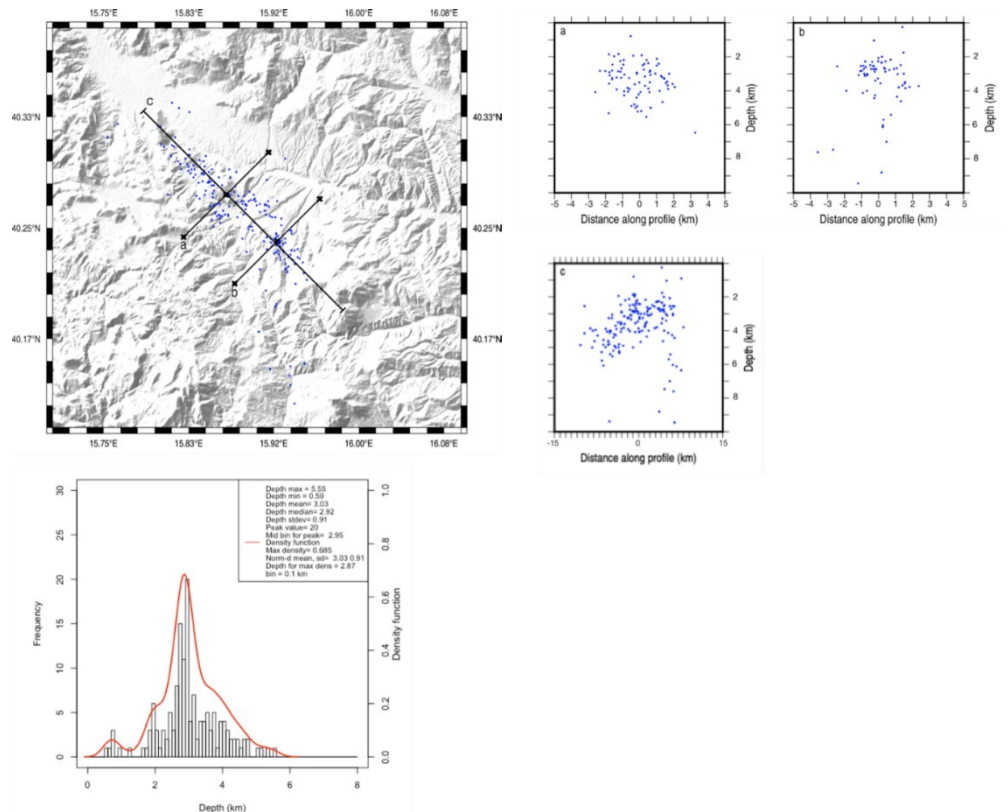 15.75°E 15.83°E 15.92°E 16.00°E 16.08°E
40.33°N 40.33°N
40.25°N 40.25°N
40.17°N 40.17°N
15.75°E 15.83°E 15.92°E 16.00°E 16.08°E
c
a
b
a
2
4
6
8
Depth (km)
-5 -4 -3 -2 -1 0 1 2 3 4 5
Distance along profile (km)
b
2
4
6
8
Depth (km)
-5 -4 -3 -2 -1 0 1 2 3 4 5
Distance along profile (km)
c
2
4
6
8
Depth (km)
-15 0 15
Distance along profile (km)
Depth max = 5.55
Depth min = 0.59
Depth mean= 3.03
Depth median= 2.92
Depth stdev= 0.91
Peak value= 20
Mid bin for peak= 2.95
Density function
Max density= 0.685
Norm-d mean, sd= 3.03 0.91
Depth for max dens = 2.87
bin = 0.1 km
30
25
20
15
10
5
0
Frequency
1.0
0.8
0.6
0.4
0.2
0.0
Density function
0 2 4 6 8
Depth (km)